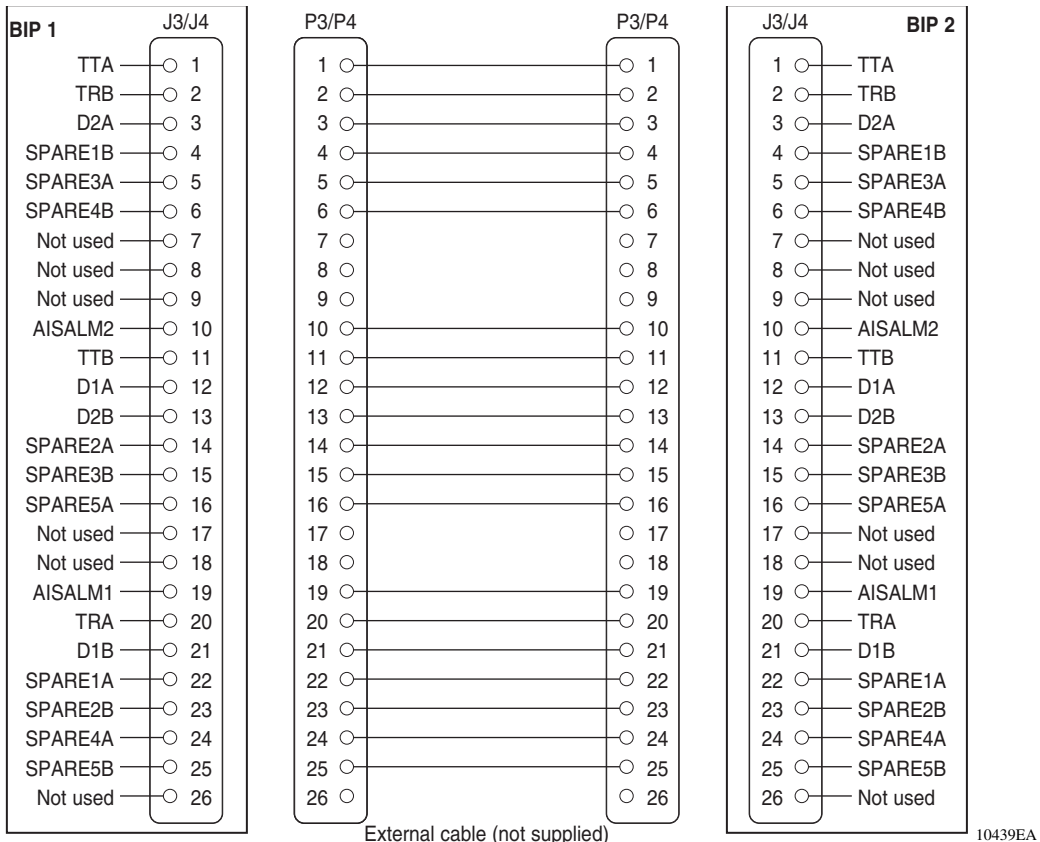 BIP 1 J3/J4 P3/P4 P3/P4 J3/J4 BIP 2
TTA 1 1 1 1 TTA
TRB 2 2 2 2 TRB
D2A 3 3 3 3 D2A
SPARE1B 4 4 4 4 SPARE1B
SPARE3A 5 5 5 5 SPARE3A
SPARE4B 6 6 6 6 SPARE4B
Not used 7 7 7 7 Not used
Not used 8 8 8 8 Not used
Not used 9 9 9 9 Not used
AISALM2 10 10 10 10 AISALM2
TTB 11 11 11 11 TTB
D1A 12 12 12 12 D1A
D2B 13 13 13 13 D2B
SPARE2A 14 14 14 14 SPARE2A
SPARE3B 15 15 15 15 SPARE3B
SPARE5A 16 16 16 16 SPARE5A
Not used 17 17 17 17 Not used
Not used 18 18 18 18 Not used
AISALM1 19 19 19 19 AISALM1
TRA 20 20 20 20 TRA
D1B 21 21 21 21 D1B
SPARE1A 22 22 22 22 SPARE1A
SPARE2B 23 23 23 23 SPARE2B
SPARE4A 24 24 24 24 SPARE4A
SPARE5B 25 25 25 25 SPARE5B
Not used 26 26 26 26 Not used
External cable (not supplied)
10439EA